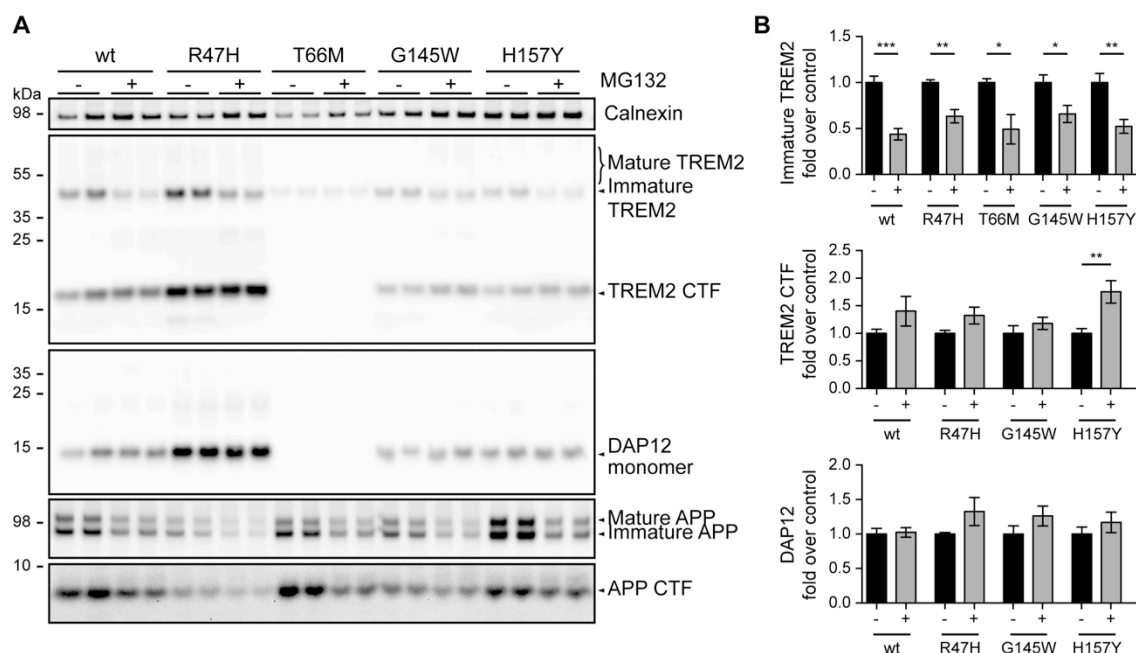 A
wt R47H T66M G145W H157Y
- + - + - + - + - + MG132
kDa
98 - Calnexin
Mature TREM2
55 -
Immature
TREM2
35 -
25 -
TREM2 CTF
15 -
35 -
25 -
15 -
DAP12
monomer
98 - Mature APP
Immature APP
10 -
APP CTF
B
Immature TREM2
fold over control
1.5
1.0
0.5
0.0
*** ** * * **
- + - + - + - + - +
wt R47H T66M G145W H157Y
TREM2 CTF
fold over control
2.5
2.0
1.5
1.0
0.5
0.0
**
- + - + - + - +
wt R47H G145W H157Y
DAP12
fold over control
2.0
1.5
1.0
0.5
0.0
- + - + - + - +
wt R47H G145W H157Y